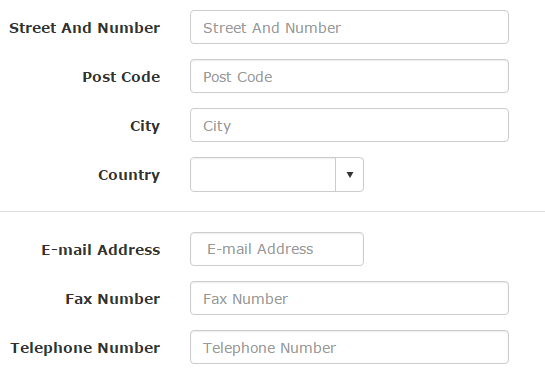 Street And Number Street And Number
Post Code Post Code
City City
Country
E-mail Address E-mail Address
Fax Number Fax Number
Telephone Number Telephone Number